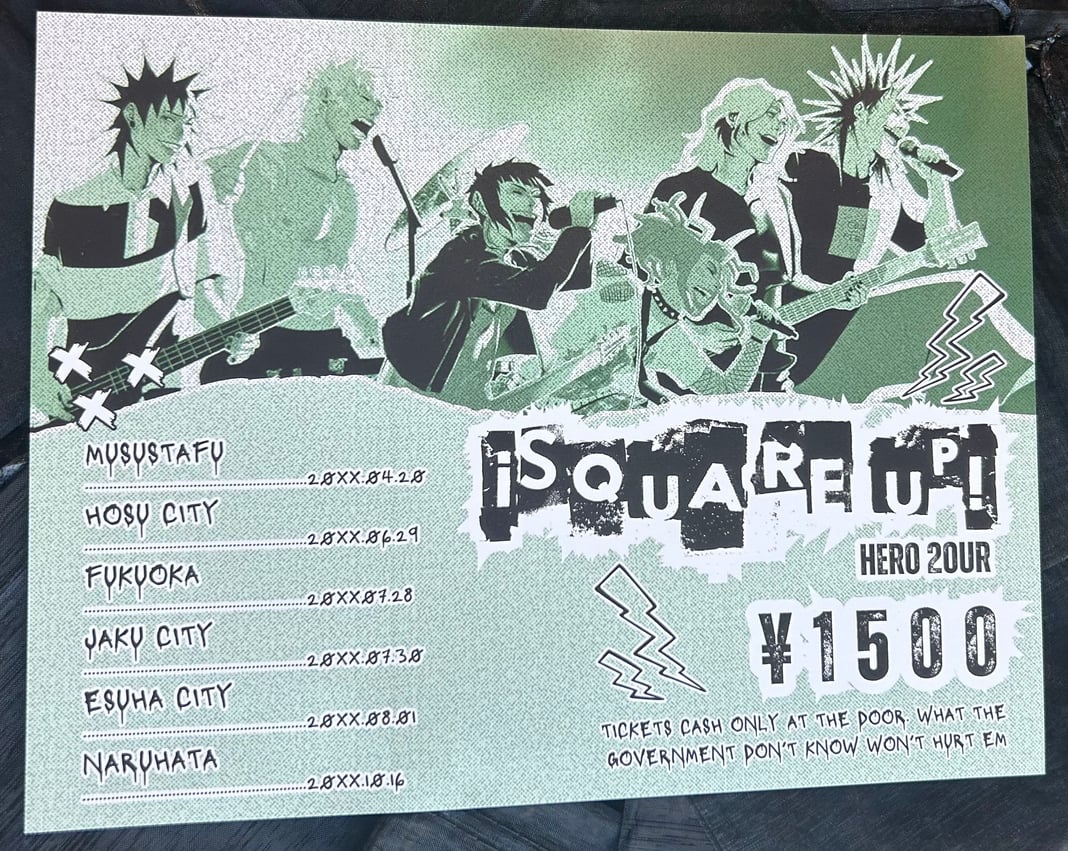 MUSUSTAFU
20XX.04.20
HOSU CITY
20XX.06.29
FUKUOKA
20XX.07.28
JAKU CITY
20XX.07.30
ESUHA CITY
20XX.08.01
NARUHATA
20XX.10.16
¡SQUARE UP!
HERO 2OUR
¥1500
TICKETS CASH ONLY AT THE DOOR. WHAT THE
GOVERNMENT DON'T KNOW WON'T HURT EM